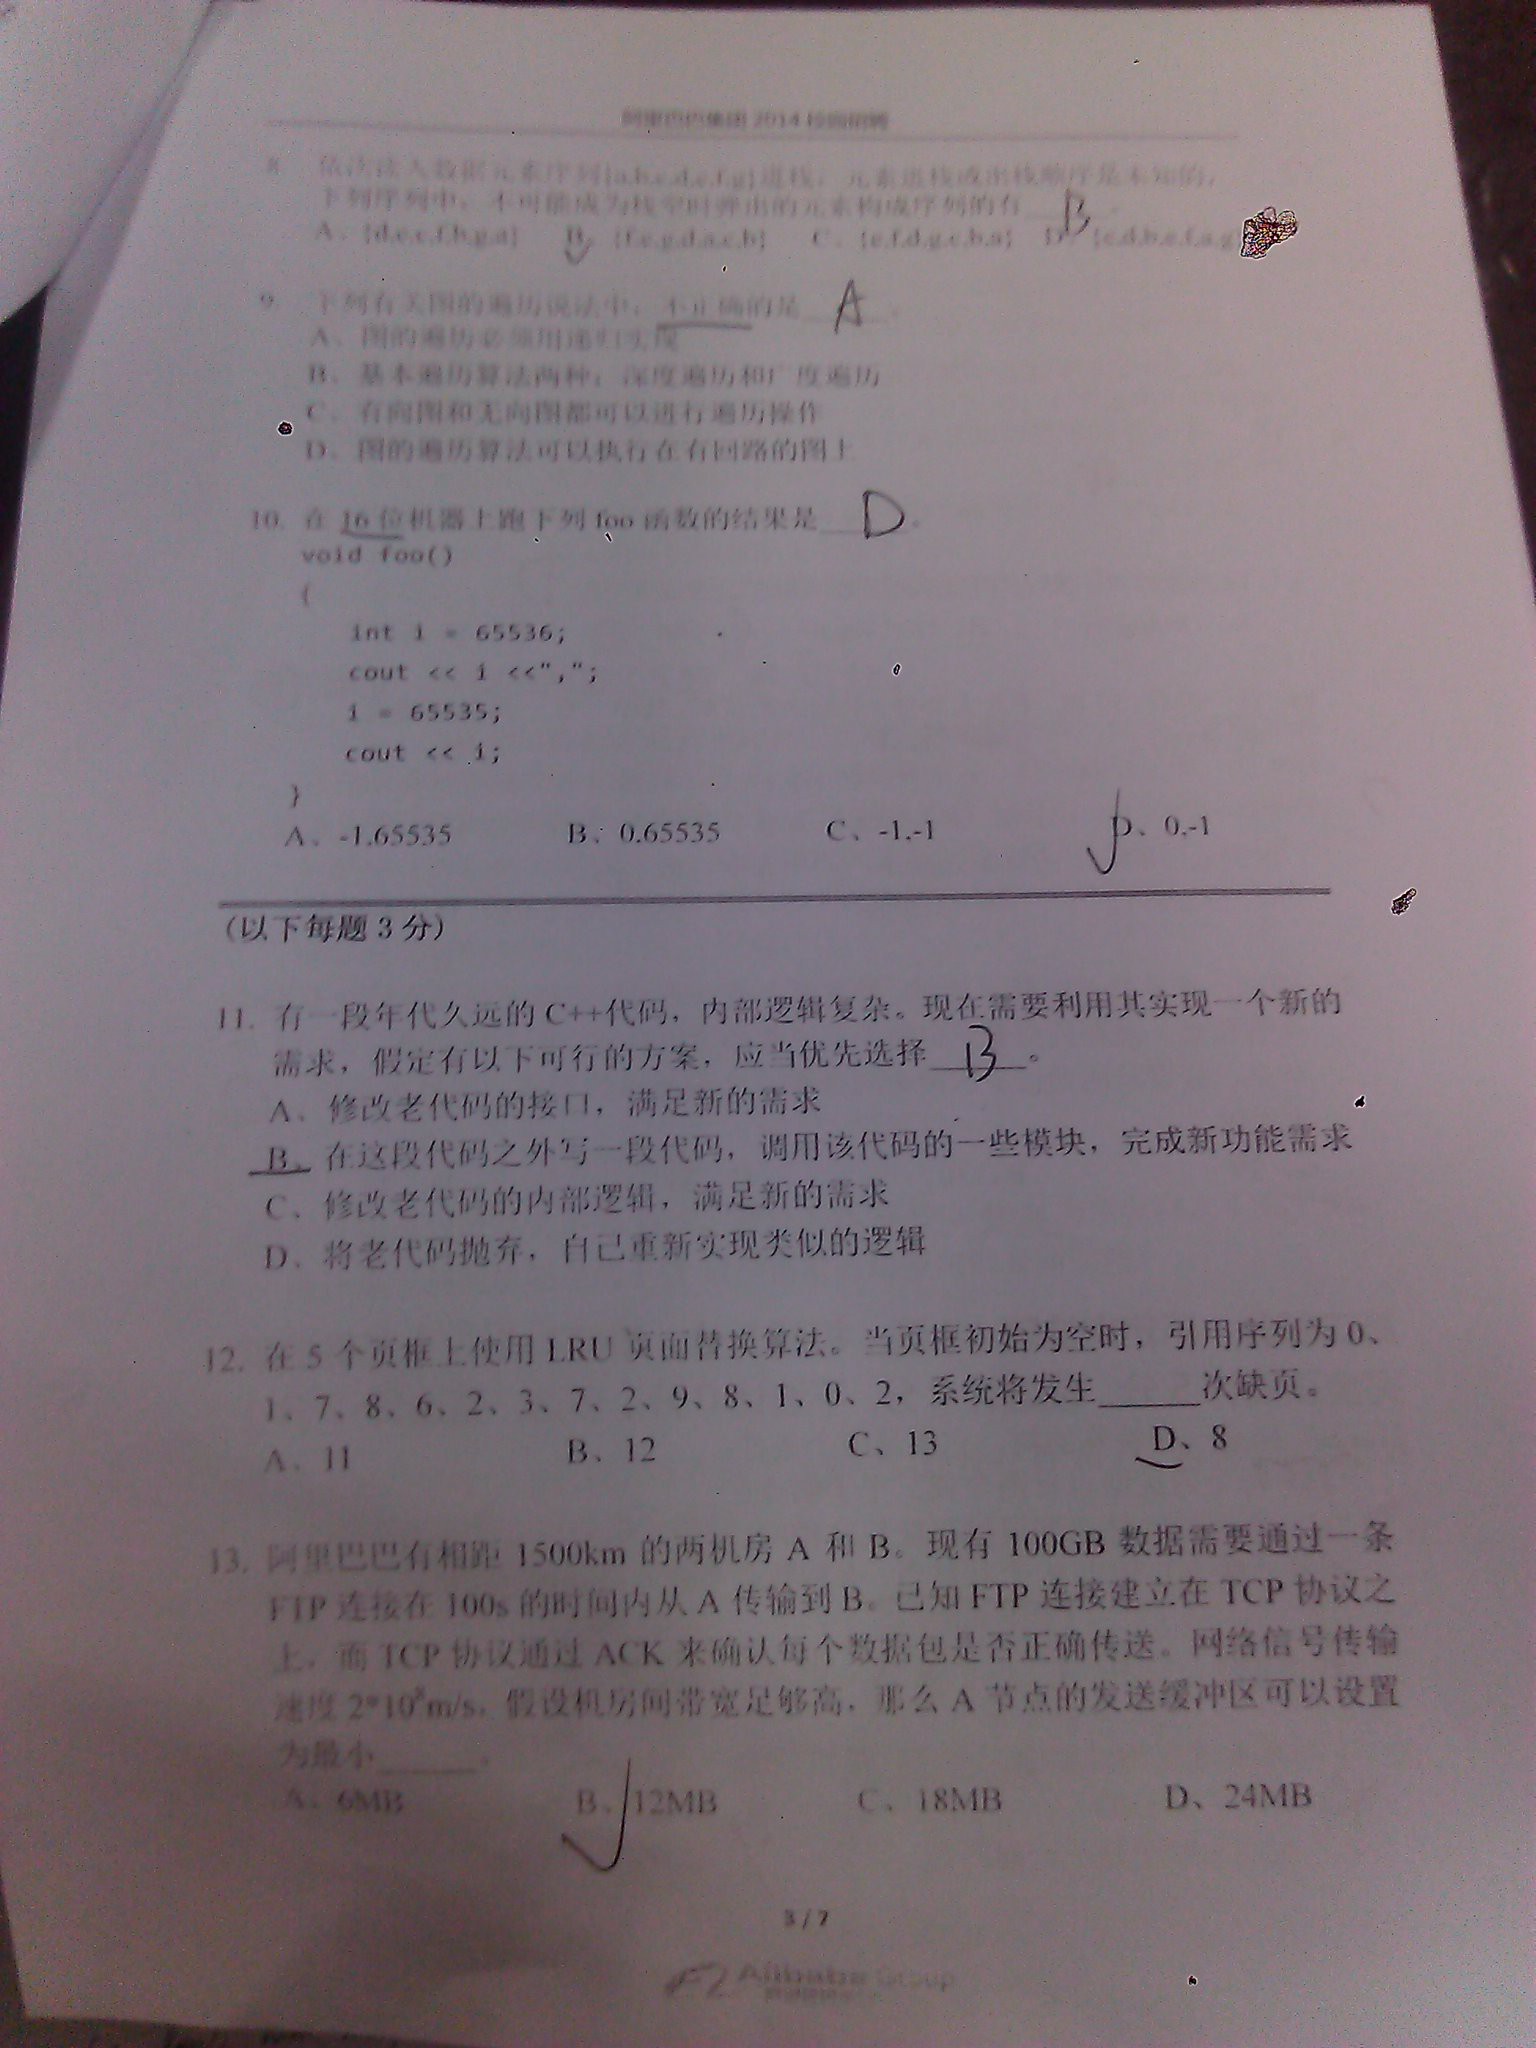 阿里巴巴集团 2014 校园招聘
8. 依次读入数据元素序列{a,b,c,d,e,f,g}进栈，元素进栈或出栈顺序是未知的，
下列序列中，不可能成为栈空时弹出的元素构成序列的有 B 。
A、{d,e,c,f,b,g,a} B、 C、{e,f,d,g,c,b,a} D、{c,d,b,e,f,a,g}
9. 下列有关图的遍历说法中，不正确的是 A 。
A、图的遍历必须用递归实现
B、基本遍历算法两种：深度遍历和广度遍历
C、有向图和无向图都可以进行遍历操作
D、图的遍历算法可以执行在有回路的图上
10. 在 16 位机器上跑下列 foo 函数的结果是 D 。
void foo()
{
int i = 65536;
cout << i <<",";
i = 65535;
cout << i;
}
A、-1,65535 B、0,65535 C、-1,-1 D、0,-1
（以下每题 3 分）
11. 有一段年代久远的 C++代码，内部逻辑复杂。现在需要利用其实现一个新的
需求，假定有以下可行的方案，应当优先选择 B 。
A、修改老代码的接口，满足新的需求
B、在这段代码之外写一段代码，调用该代码的一些模块，完成新功能需求
C、修改老代码的内部逻辑，满足新的需求
D、将老代码抛弃，自己重新实现类似的逻辑
12. 在 5 个页框上使用 LRU 页面替换算法。当页框初始为空时，引用序列为 0、
1、7、8、6、2、3、7、2、9、8、1、0、2，系统将发生______次缺页。
A、11 B、12 C、13 D、8
13. 阿里巴巴有相距 1500km 的两机房 A 和 B。现有 100GB 数据需要通过一条
FTP 连接在 100s 的时间内从 A 传输到 B。已知 FTP 连接建立在 TCP 协议之
上，而 TCP 协议通过 ACK 来确认每个数据包是否正确传送。网络信号传输
速度 2*10⁸m/s，假设机房间带宽足够高，那么 A 节点的发送缓冲区可以设置
为最小______。
A、6MB B、12MB C、18MB D、24MB
3 / 7
Alibaba Group